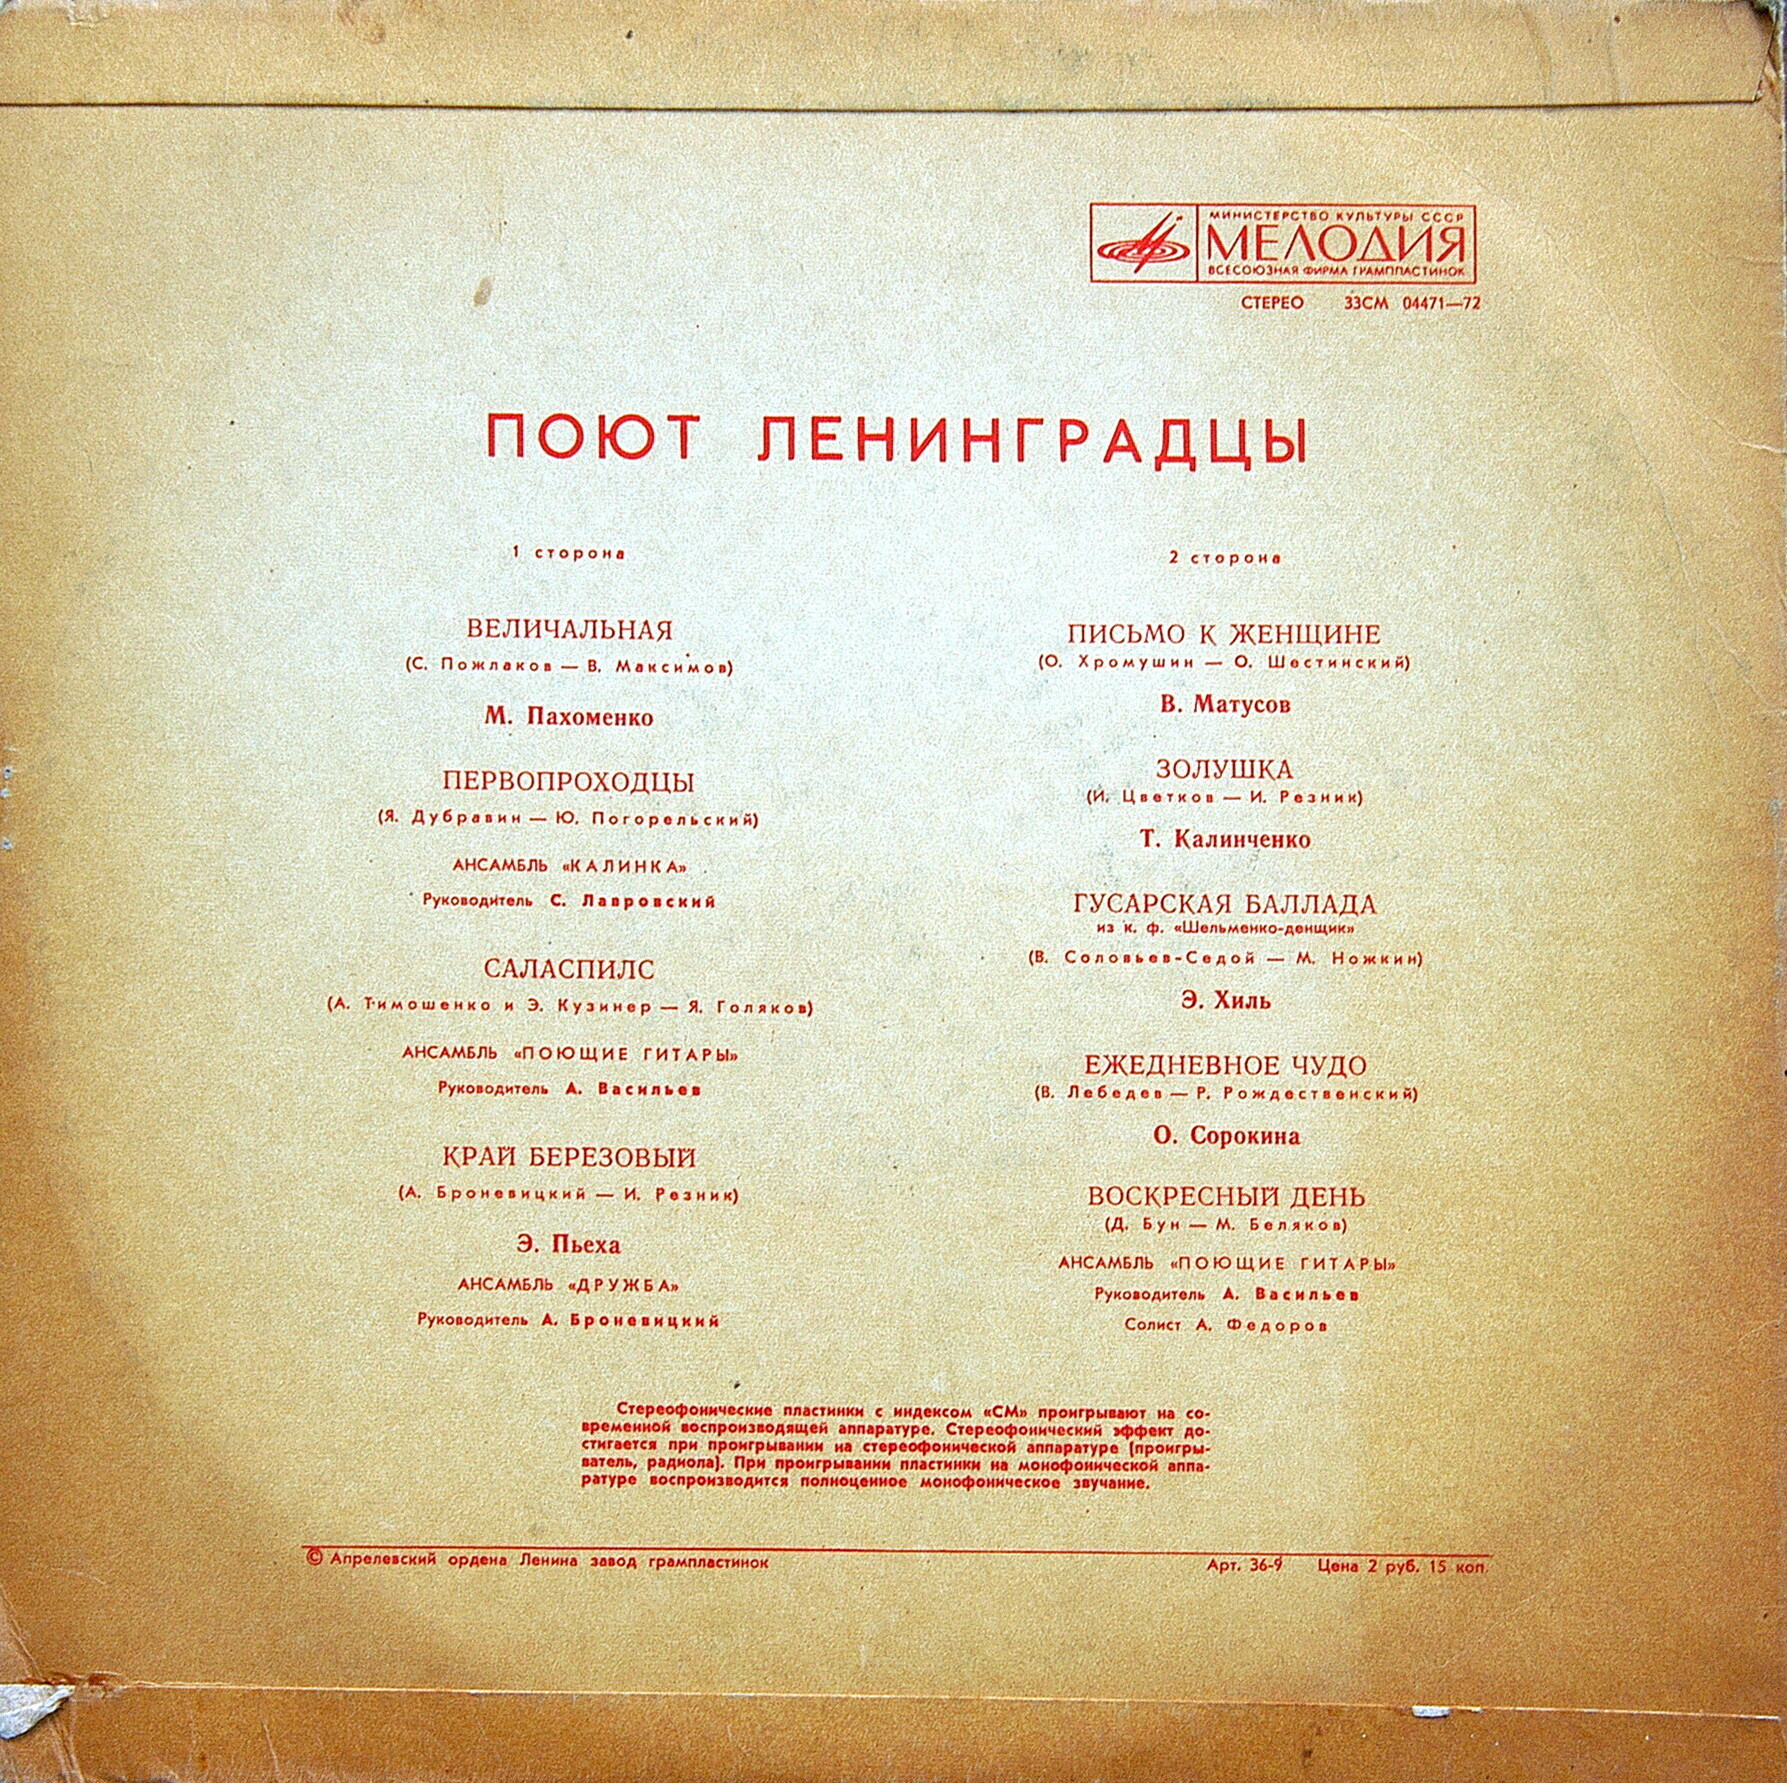 МИНИСТЕРСТВО КУЛЬТУРЫ СССР
МЕЛОДИЯ
ВСЕСОЮЗНАЯ ФИРМА ГРАМПЛАСТИНОК
СТЕРЕО 33СМ 04471—72
ПОЮТ ЛЕНИНГРАДЦЫ
1 сторона
ВЕЛИЧАЛЬНАЯ
(С. Пожлаков — В. Максимов)
М. Пахоменко
ПЕРВОПРОХОДЦЫ
(Я. Дубравин — Ю. Погорельский)
АНСАМБЛЬ «КАЛИНКА»
Руководитель С. Лавровский
САЛАСПИЛС
(А. Тимошенко и Э. Кузинер — Я. Голяков)
АНСАМБЛЬ «ПОЮЩИЕ ГИТАРЫ»
Руководитель А. Васильев
КРАЙ БЕРЕЗОВЫЙ
(А. Броневицкий — И. Резник)
Э. Пьеха
АНСАМБЛЬ «ДРУЖБА»
Руководитель А. Броневицкий
2 сторона
ПИСЬМО К ЖЕНЩИНЕ
(О. Хромушин — О. Шестинский)
В. Матусов
ЗОЛУШКА
(И. Цветков — И. Резник)
Т. Калинченко
ГУСАРСКАЯ БАЛЛАДА
из к. ф. «Шельменко-денщик»
(В. Соловьев-Седой — М. Ножкин)
Э. Хиль
ЕЖЕДНЕВНОЕ ЧУДО
(В. Лебедев — Р. Рождественский)
О. Сорокина
ВОСКРЕСНЫЙ ДЕНЬ
(Д. Бун — М. Беляков)
АНСАМБЛЬ «ПОЮЩИЕ ГИТАРЫ»
Руководитель А. Васильев
Солист А. Федоров
Стереофонические пластинки с индексом «СМ» проигрывают на со-
временной воспроизводящей аппаратуре. Стереофонический эффект до-
стигается при проигрывании на стереофонической аппаратуре (проигры-
ватель, радиола). При проигрывании пластинки на монофонической аппа-
ратуре воспроизводится полноценное монофоническое звучание.
© Апрелевский ордена Ленина завод грампластинок
Арт. 36-9 Цена 2 руб. 15 коп.